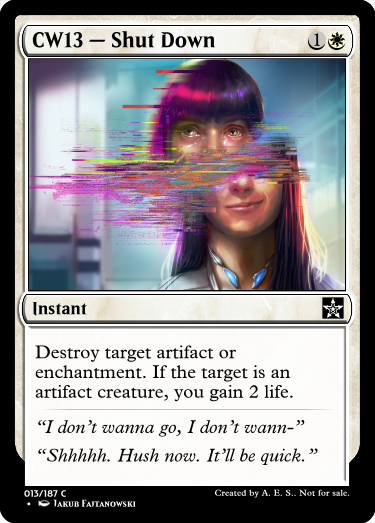 CW13 — Shut Down 1
Instant
Destroy target artifact or
enchantment. If the target is an
artifact creature, you gain 2 life.
“I don’t wanna go, I don’t wann-”
“Shhhhh. Hush now. It’ll be quick.”
013/187 C
Created by A. E. S.. Not for sale.
• Jakub Fajtanowski